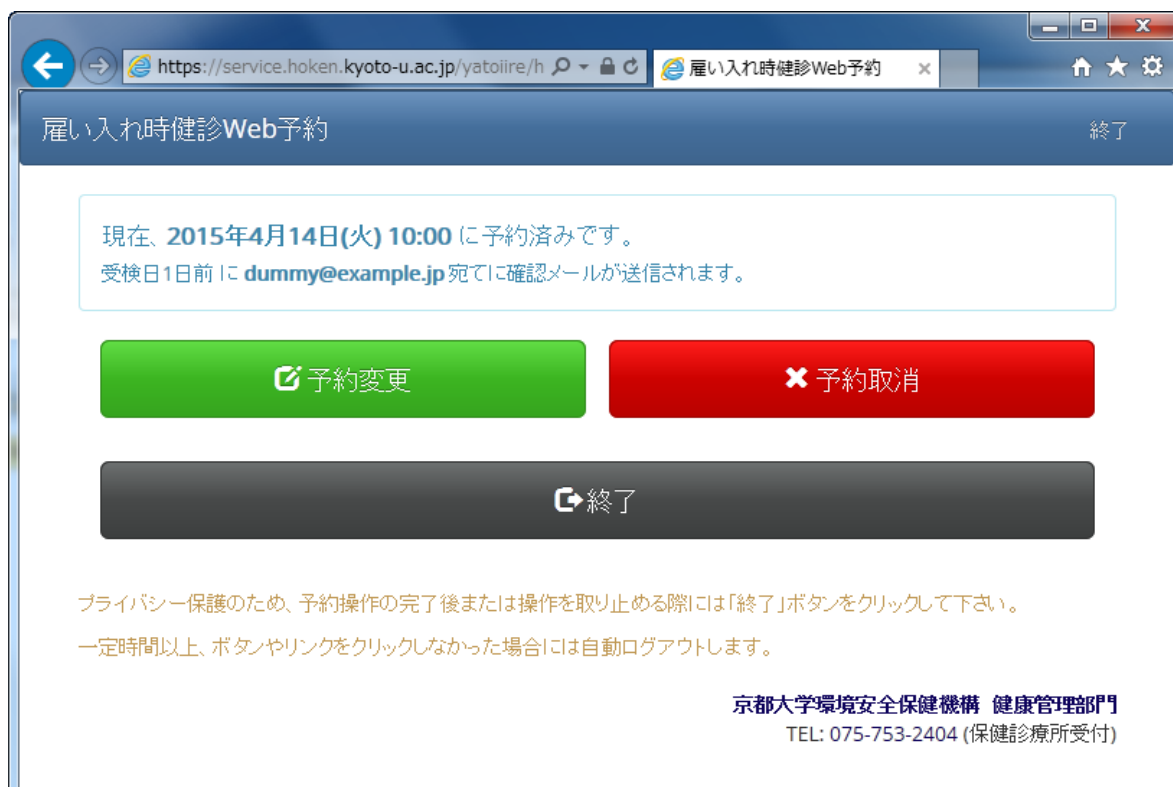 https://service.hoken.kyoto-u.ac.jp/yatoiire/h
雇い入れ時健診Web予約
雇い入れ時健診Web予約
終了
現在、2015年4月14日(火) 10:00 に予約済みです。
受検日1日前 に dummy@example.jp 宛てに確認メールが送信されます。
予約変更
予約取消
終了
プライバシー保護のため、予約操作の完了後または操作を取り止める際には「終了」ボタンをクリックして下さい。
一定時間以上、ボタンやリンクをクリックしなかった場合には自動ログアウトします。
京都大学環境安全保健機構 健康管理部門
TEL: 075-753-2404 (保健診療所受付)